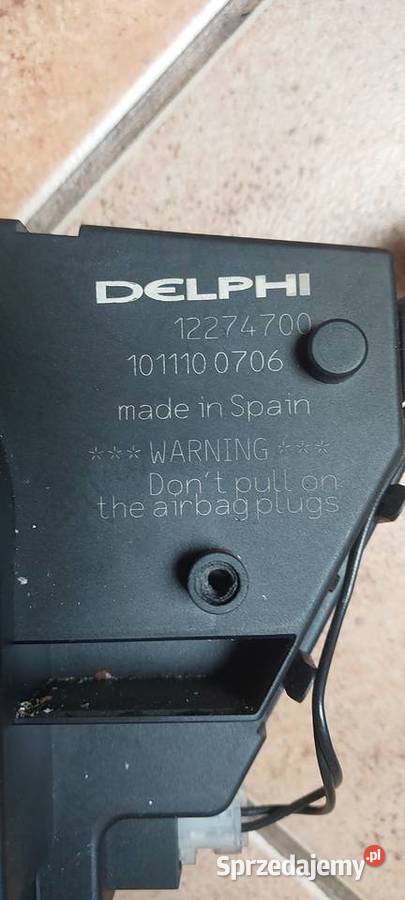 DELPHI
12274700
101110 0706
made in Spain
*** WARNING ***
Don't pull on
the airbag plugs
Sprzedajemy.pl